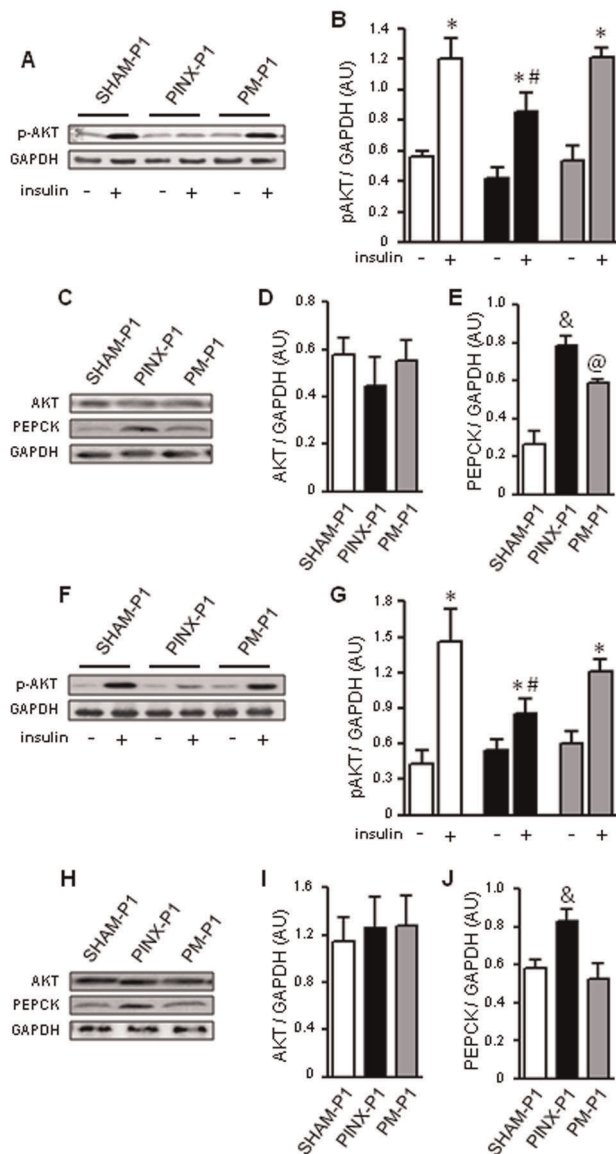 A
SHAM-P1 PINX-P1 PM-P1
p-AKT
GAPDH
insulin - + - + - +
B
pAKT / GAPDH (AU)
1.4
1.2
1.0
0.8
0.6
0.4
0.2
0
* *# *
insulin - + - + - +
C
SHAM-P1 PINX-P1 PM-P1
AKT
PEPCK
GAPDH
D
AKT / GAPDH (AU)
0.8
0.6
0.4
0.2
0
SHAM-P1 PINX-P1 PM-P1
E
PEPCK / GAPDH (AU)
1.0
0.8
0.6
0.4
0.2
0
& @
SHAM-P1 PINX-P1 PM-P1
F
SHAM-P1 PINX-P1 PM-P1
p-AKT
GAPDH
insulin - + - + - +
G
pAKT / GAPDH (AU)
1.8
1.5
1.2
0.9
0.6
0.3
0
* *# *
insulin - + - + - +
H
SHAM-P1 PINX-P1 PM-P1
AKT
PEPCK
GAPDH
I
AKT / GAPDH (AU)
1.6
1.2
0.8
0.4
0
SHAM-P1 PINX-P1 PM-P1
J
PEPCK / GAPDH (AU)
1.0
0.8
0.6
0.4
0.2
0
&
SHAM-P1 PINX-P1 PM-P1